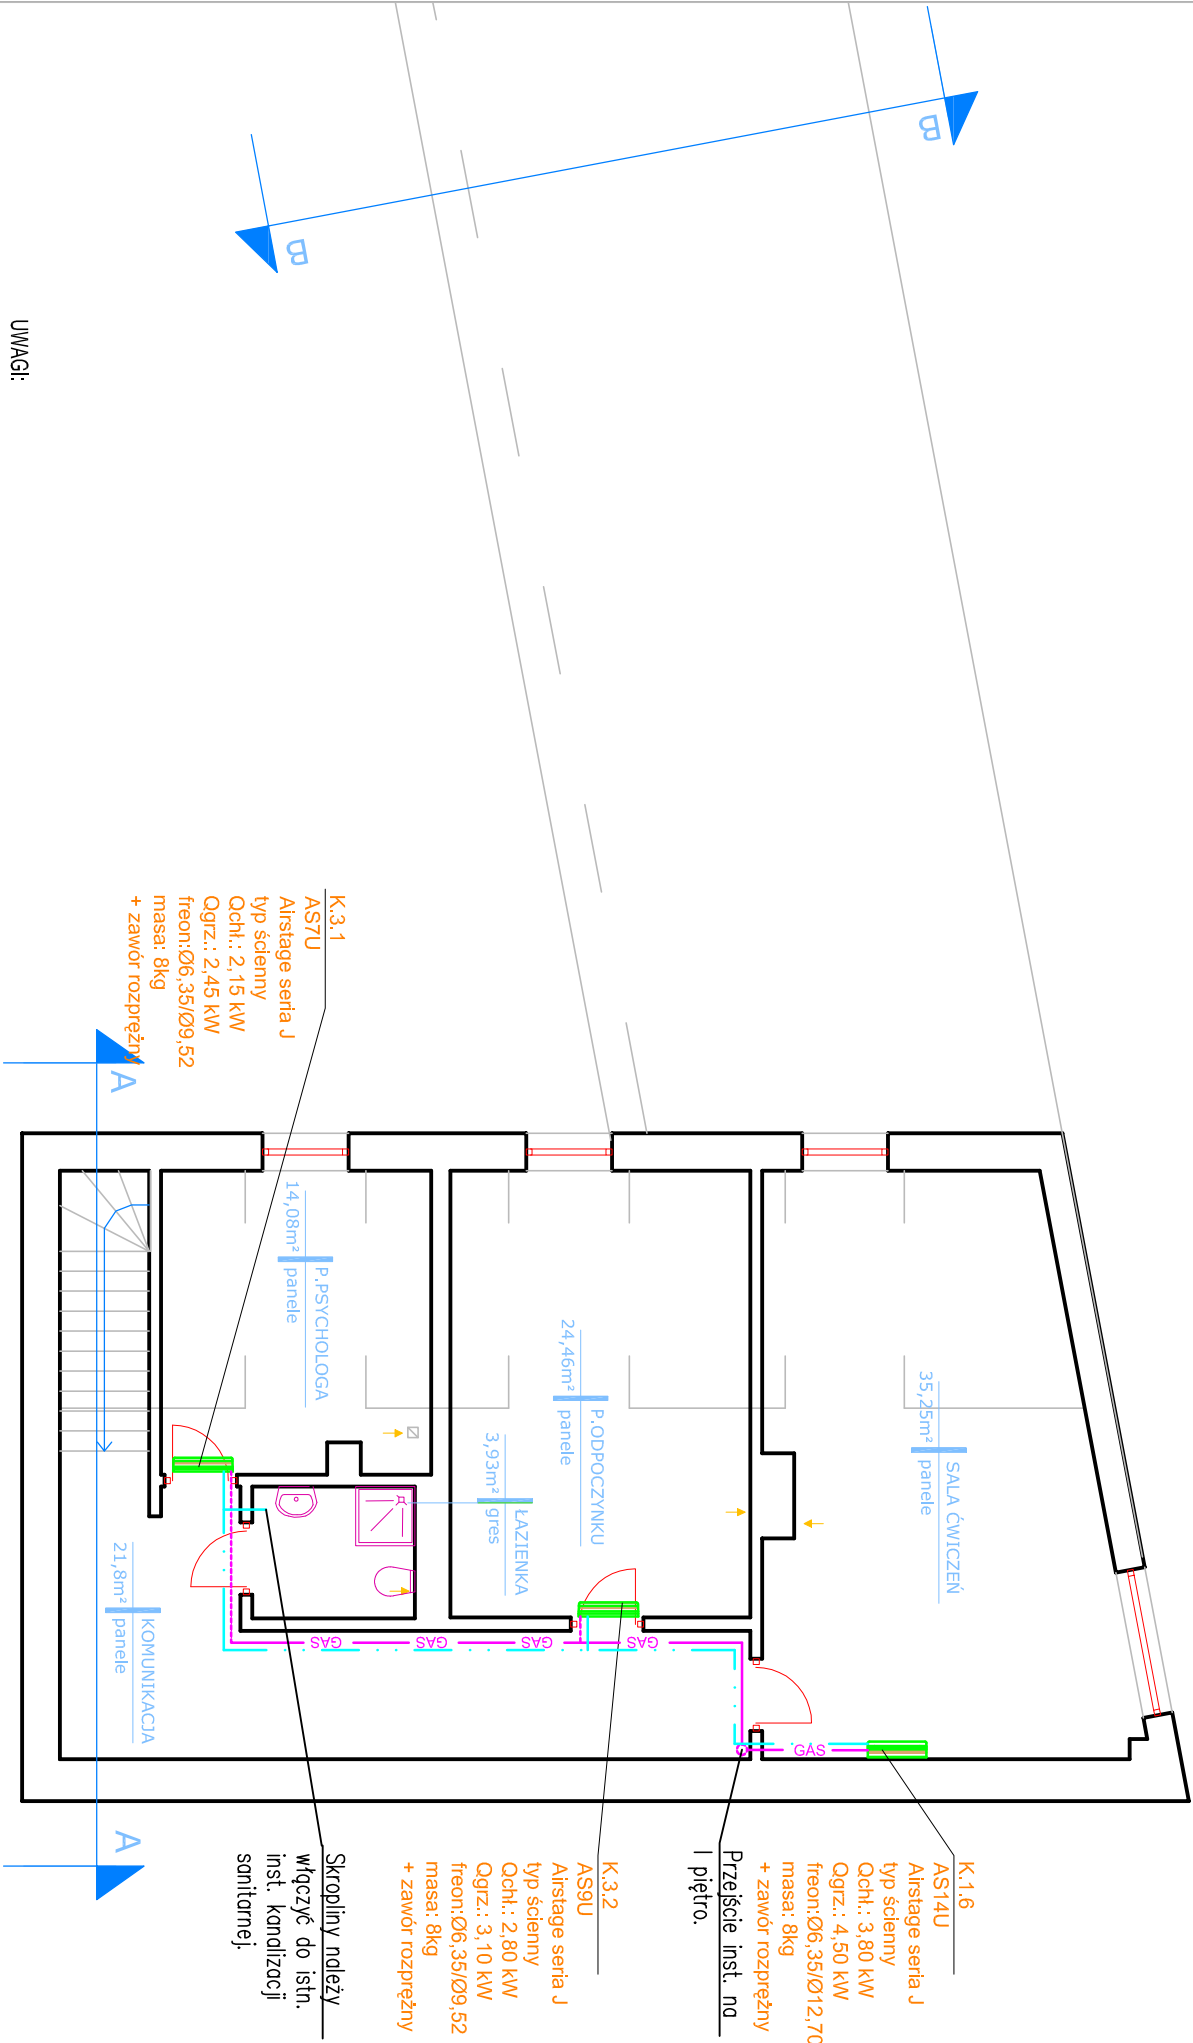 B
B
UWAGI:
K.3.1
AS7U
Airstage seria J
typ ścienny
Qchł.: 2,15 kW
Qgrz.: 2,45 kW
freon:Ø6,35/Ø9,52
masa: 8kg
+ zawór rozprężny
A
A
14,08m²
P.PSYCHOLOGA
panele
24,46m²
P.ODPOCZYNKU
panele
35,25m²
SALA ĆWICZEŃ
panele
3,93m²
ŁAZIENKA
gres
21,8m²
KOMUNIKACJA
panele
GAS
GAS
GAS
GAS
GAS
K.1.6
AS14U
Airstage seria J
typ ścienny
Qchł.: 3,80 kW
Qgrz.: 4,50 kW
freon:Ø6,35/Ø12,70
masa: 8kg
+ zawór rozprężny
Przejście inst. na
I piętro.
K.3.2
AS9U
Airstage seria J
typ ścienny
Qchł.: 2,80 kW
Qgrz.: 3,10 kW
freon:Ø6,35/Ø9,52
masa: 8kg
+ zawór rozprężny
Skropliny należy
włączyć do istn.
inst. kanalizacji
sanitarnej.